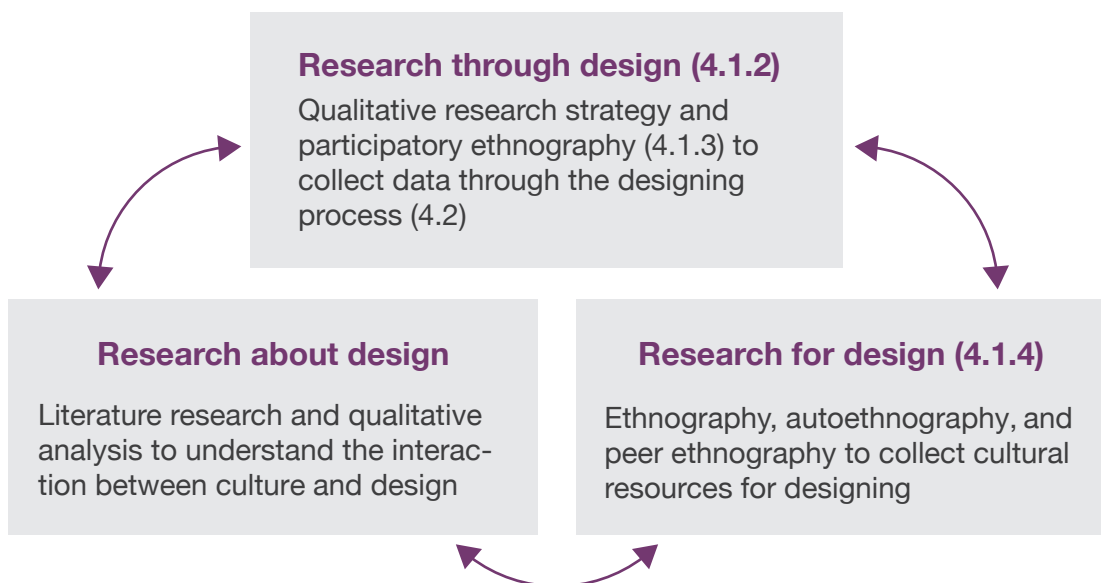 Research through design (4.1.2)
Qualitative research strategy and
participatory ethnography (4.1.3) to
collect data through the designing
process (4.2)
Research about design
Literature research and qualitative
analysis to understand the interac-
tion between culture and design
Research for design (4.1.4)
Ethnography, autoethnography, and
peer ethnography to collect cultural
resources for designing